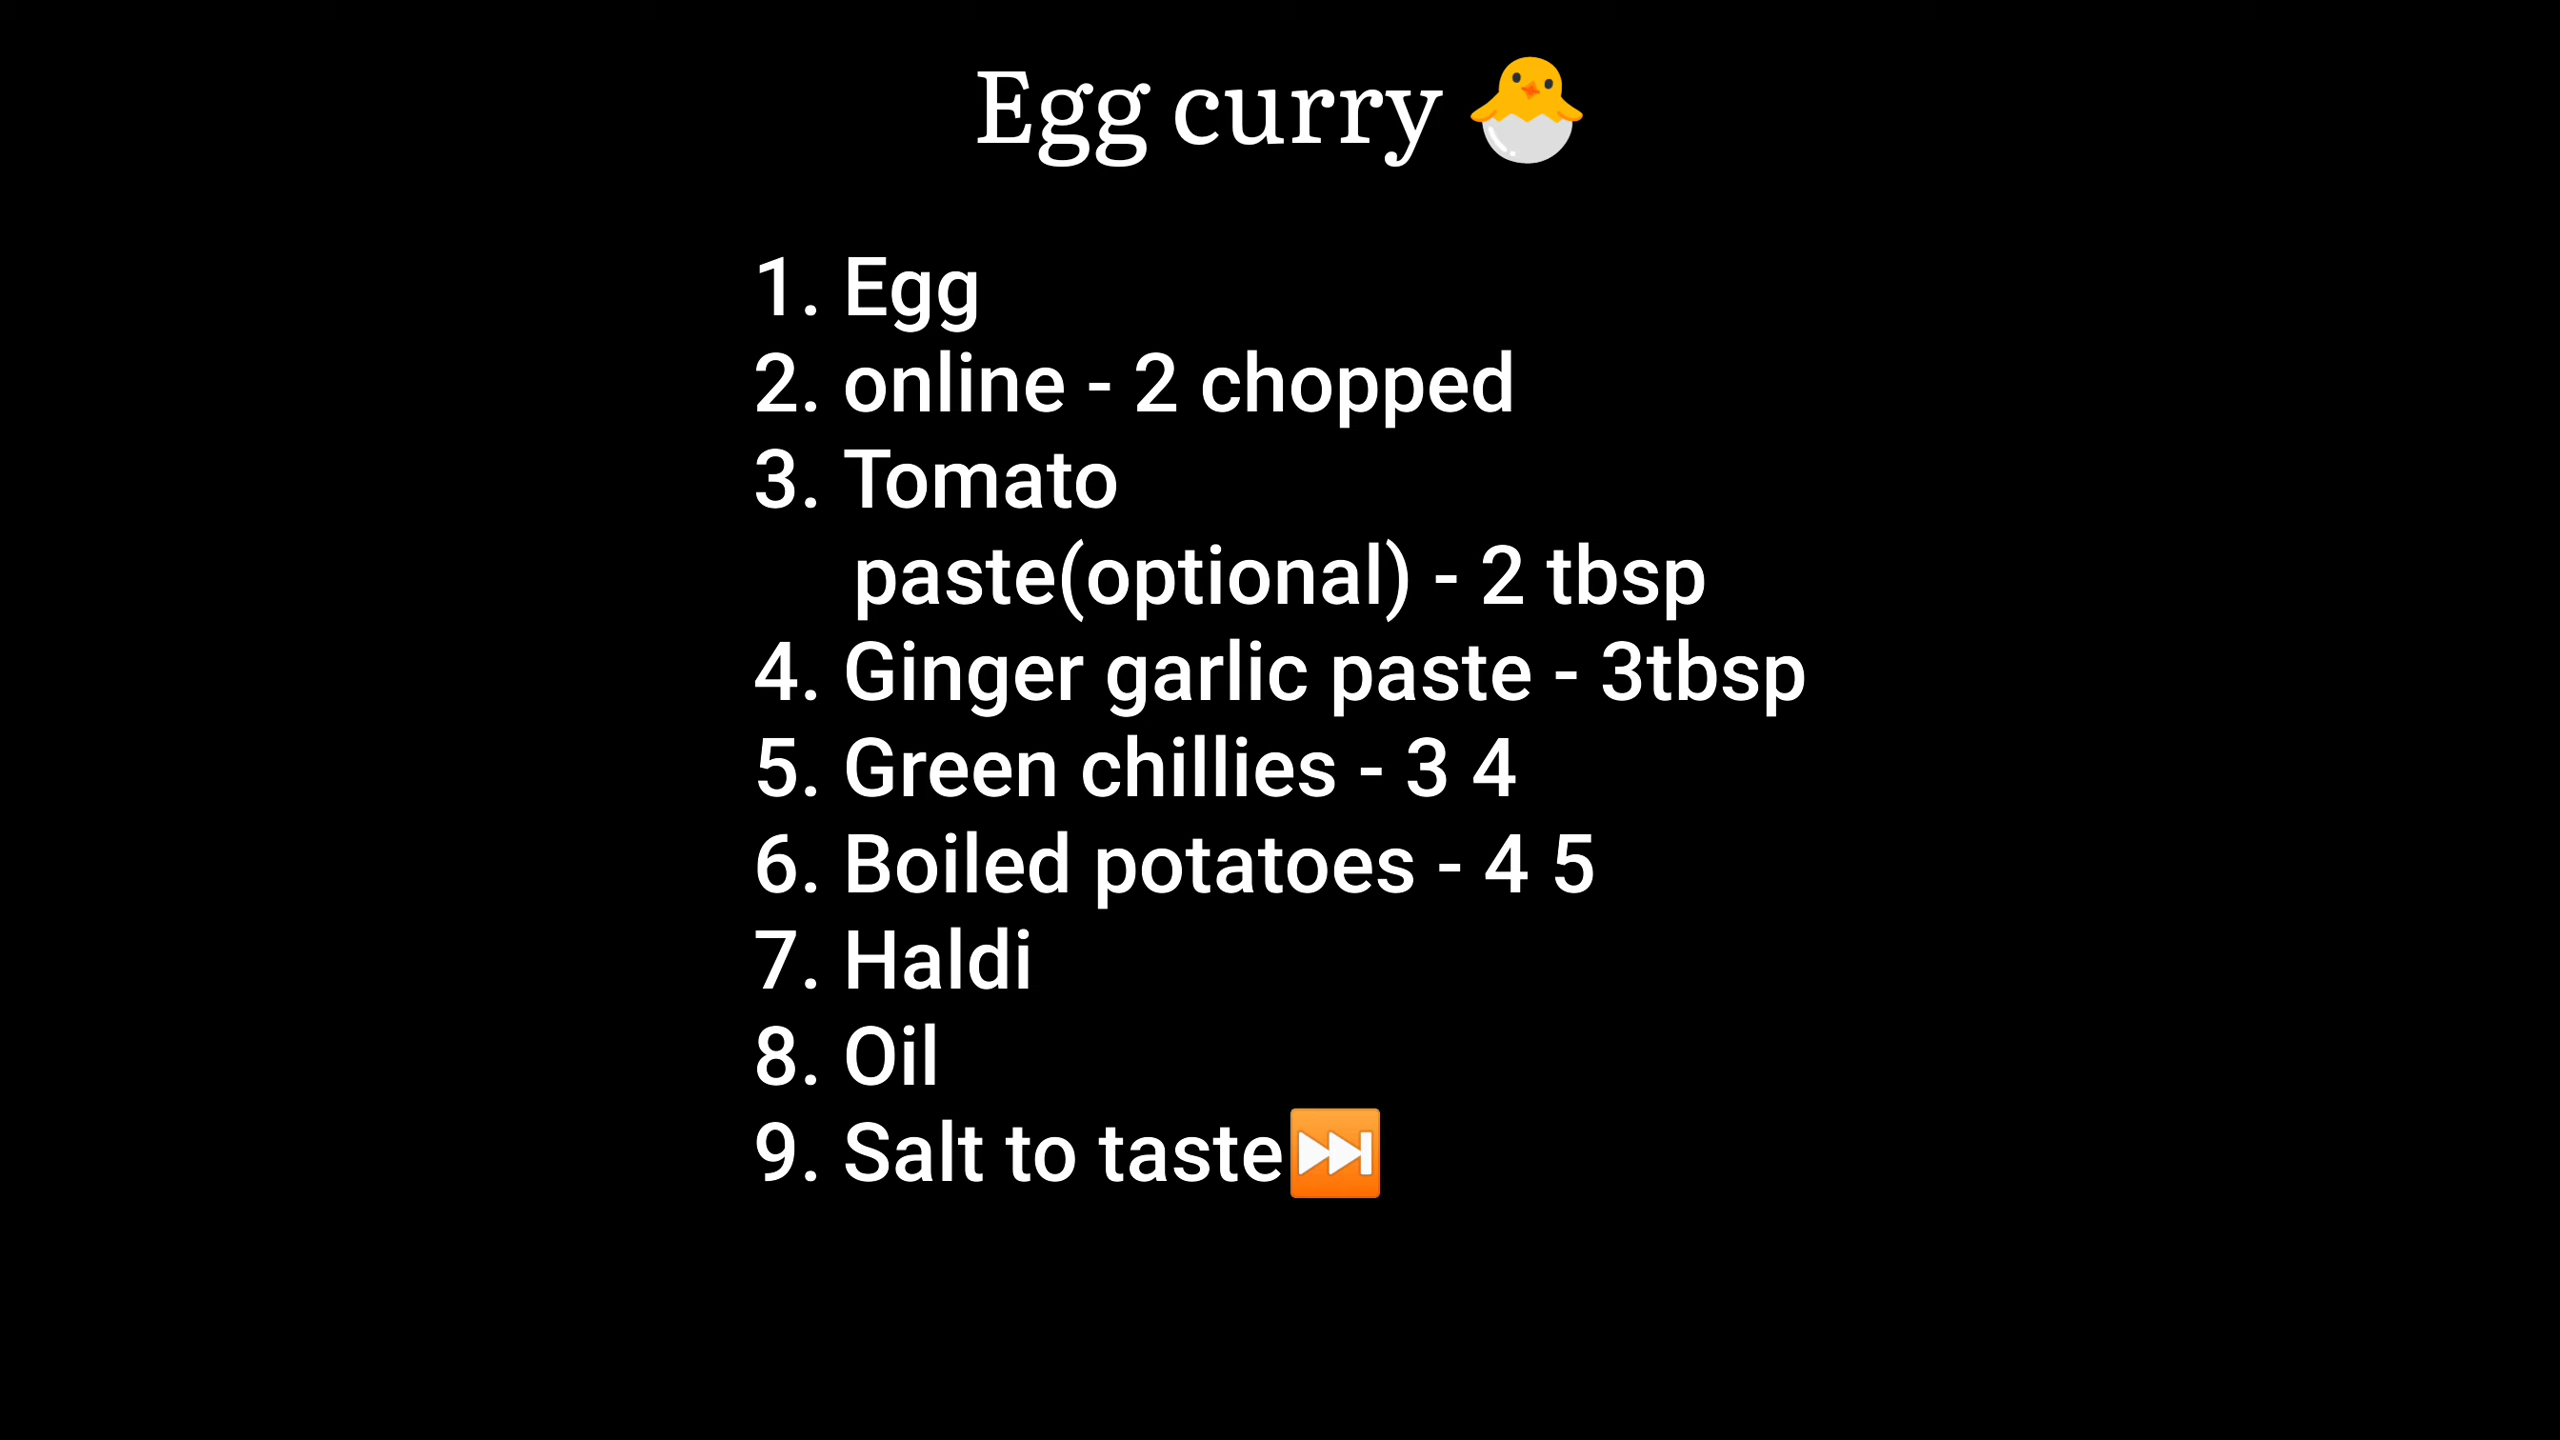 Egg curry 🐣
1. Egg
2. online - 2 chopped
3. Tomato
paste(optional) - 2 tbsp
4. Ginger garlic paste - 3tbsp
5. Green chillies - 3 4
6. Boiled potatoes - 4 5
7. Haldi
8. Oil
9. Salt to taste⏭️